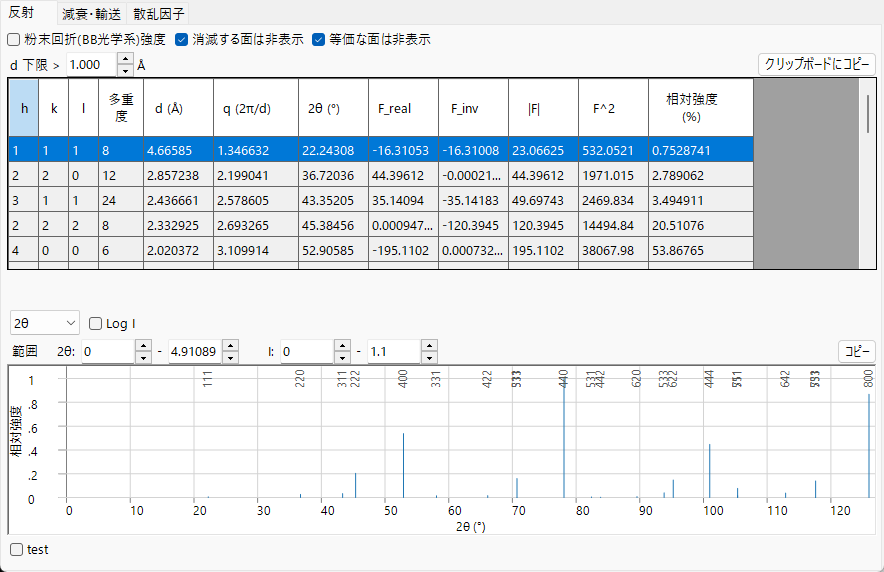 反射 減衰・輸送 散乱因子
粉末回折(BB光学系)強度 消滅する面は非表示 等価な面は非表示
d 下限 > 1.000 Å クリップボードにコピー
h k l 多重度 d (Å) q (2π/d) 2θ (°) F_real F_inv |F| F^2 相対強度 (%)
1 1 1 8 4.66585 1.346632 22.24308 -16.31053 -16.31008 23.06625 532.0521 0.7528741
2 2 0 12 2.857238 2.199041 36.72036 44.39612 -0.00021... 44.39612 1971.015 2.789062
3 1 1 24 2.436661 2.578605 43.35205 35.14094 -35.14183 49.69743 2469.834 3.494911
2 2 2 8 2.332925 2.693265 45.38456 0.000947... -120.3945 120.3945 14494.84 20.51076
4 0 0 6 2.020372 3.109914 52.90585 -195.1102 0.000732... 195.1102 38067.98 53.86765
2θ Log I
範囲 2θ: 0 - 4.91089 I: 0 - 1.1 コピー
111 220 311 222 400 331 422 440 531 442 620 533 622 444 642 800
1
.8
.6
.4
.2
0
相対強度
0 10 20 30 40 50 60 70 80 90 100 110 120
2θ (°)
test